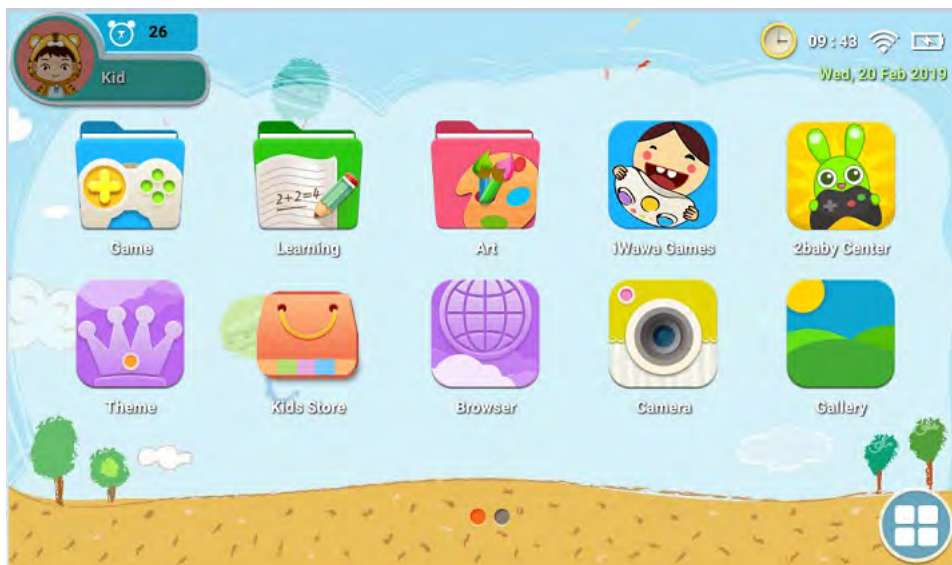 26
09:43
Kid
Wed, 20 Feb 2019
2+2=4
Game
Learning
Art
iWawa Games
2baby Center
Theme
Kids Store
Browser
Camera
Gallery